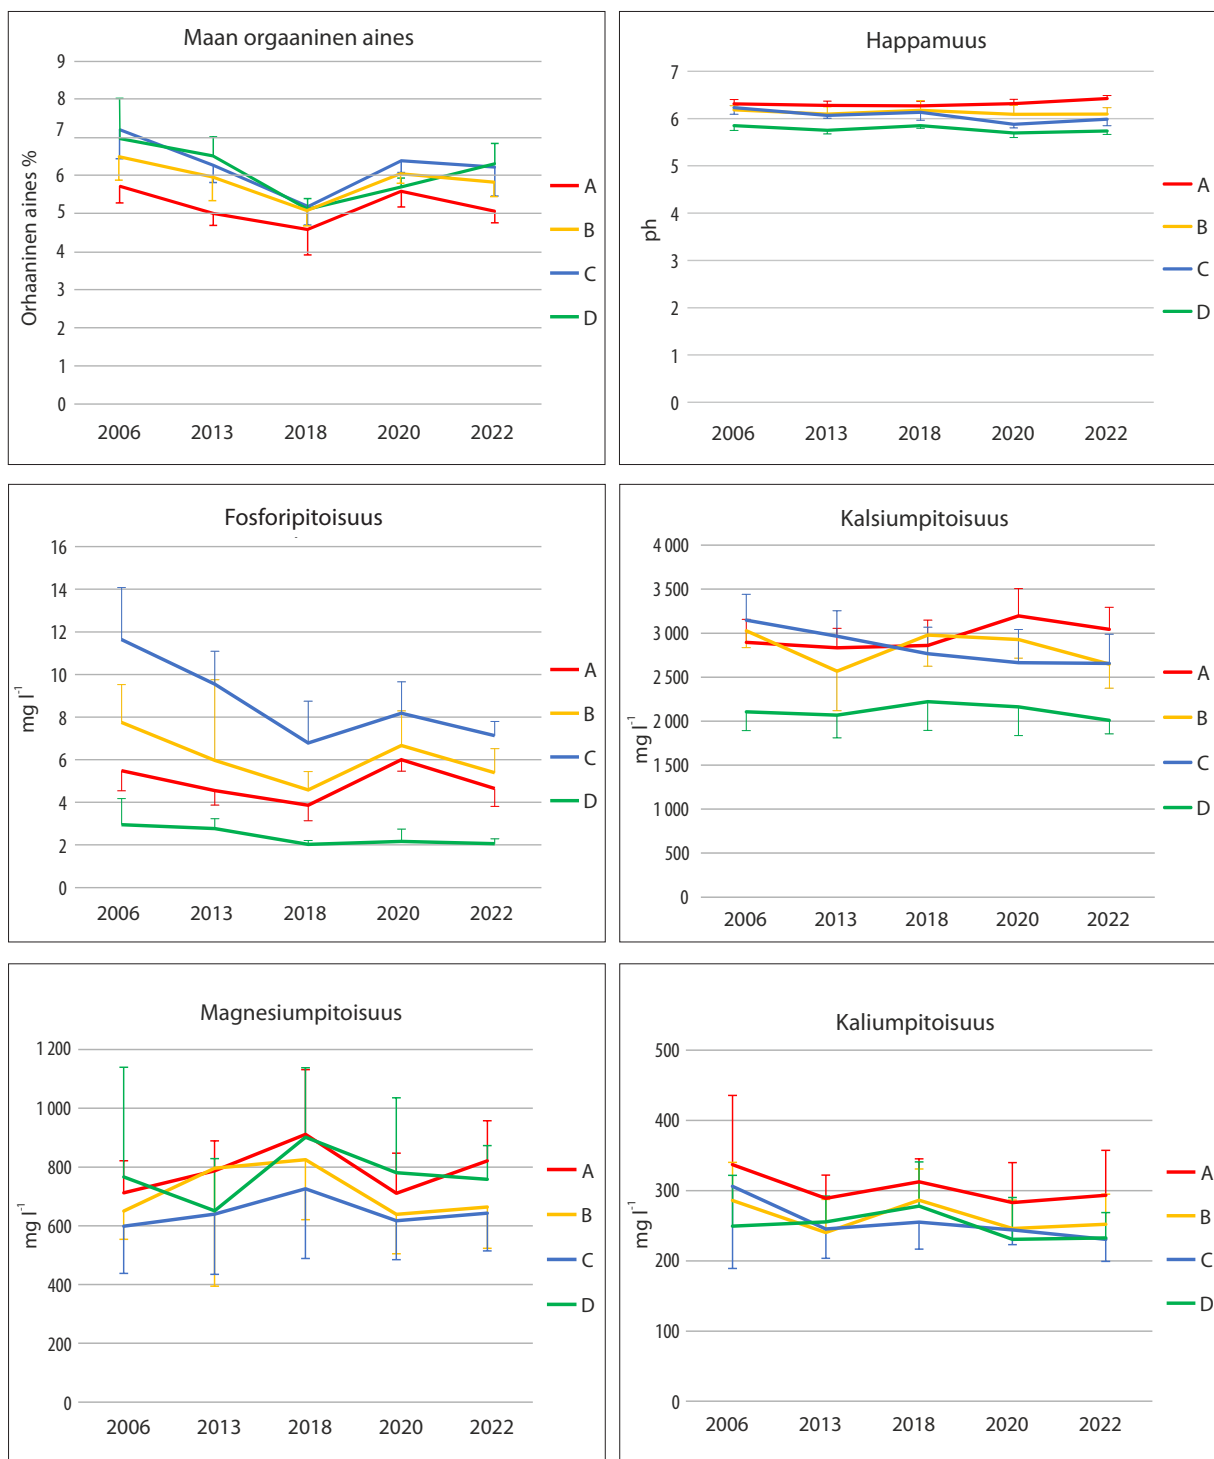 Maan orgaaninen aines
Orhaaninen aines %
9
8
7
6
5
4
3
2
1
0
2006 2013 2018 2020 2022
A
B
C
D
Happamuus
ph
7
6
5
4
3
2
1
0
2006 2013 2018 2020 2022
A
B
C
D
Fosforipitoisuus
mg l⁻¹
16
14
12
10
8
6
4
2
0
2006 2013 2018 2020 2022
A
B
C
D
Kalsiumpitoisuus
mg l⁻¹
4 000
3 500
3 000
2 500
2 000
1 500
1 000
500
0
2006 2013 2018 2020 2022
A
B
C
D
Magnesiumpitoisuus
mg l⁻¹
1 200
1 000
800
600
400
200
0
2006 2013 2018 2020 2022
A
B
C
D
Kaliumpitoisuus
mg l⁻¹
500
400
300
200
100
0
2006 2013 2018 2020 2022
A
B
C
D